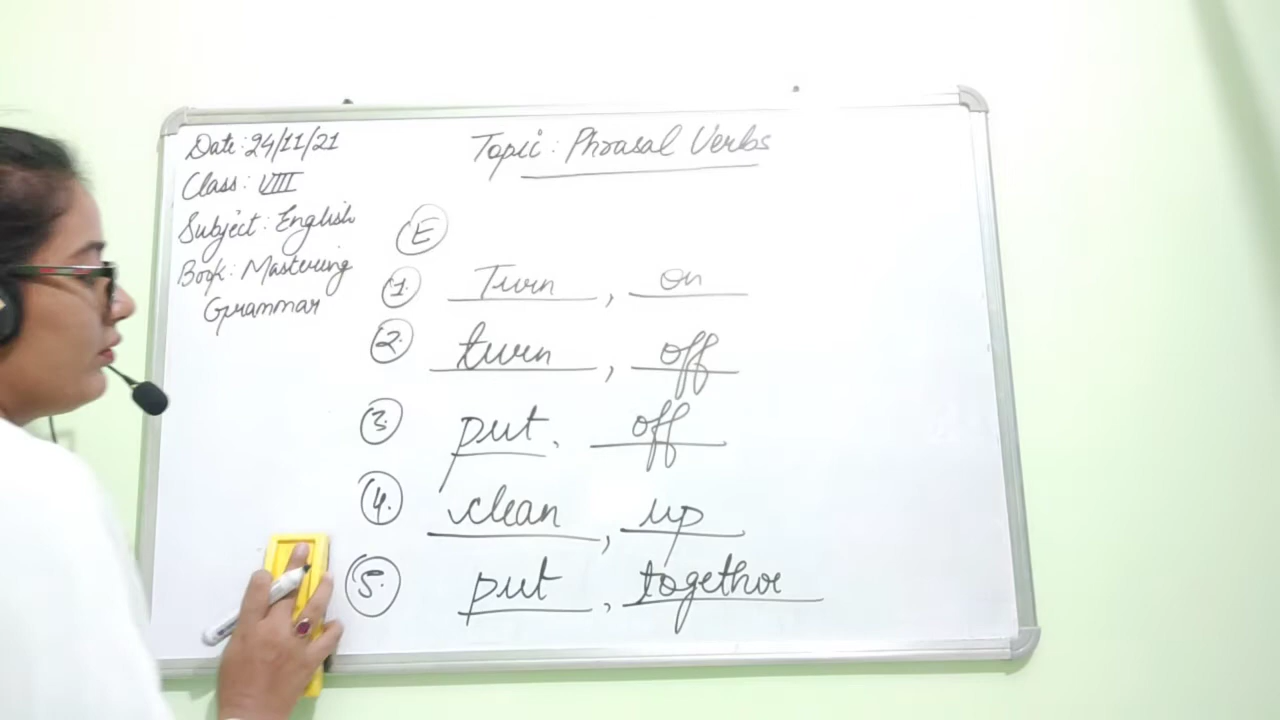 Date: 24/11/21
Class: VIII
Subject: English
Book: Mastering
Grammar
Topic: Phrasal Verbs
E
1. Turn, on
2. turn, off
3. put, off
4. clean, up
5. put, together